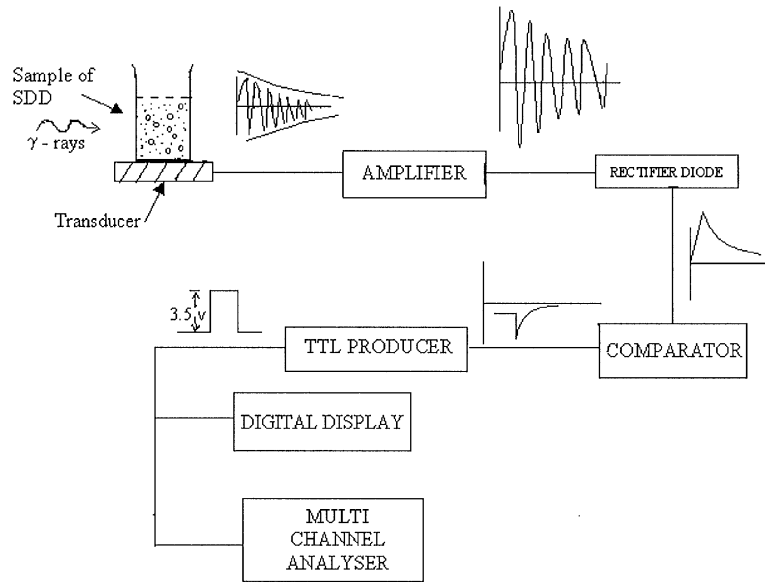 Sample of
SDD
γ - rays
Transducer
AMPLIFIER
RECTIFIER DIODE
3.5 v
TTL PRODUCER
COMPARATOR
DIGITAL DISPLAY
MULTI
CHANNEL
ANALYSER